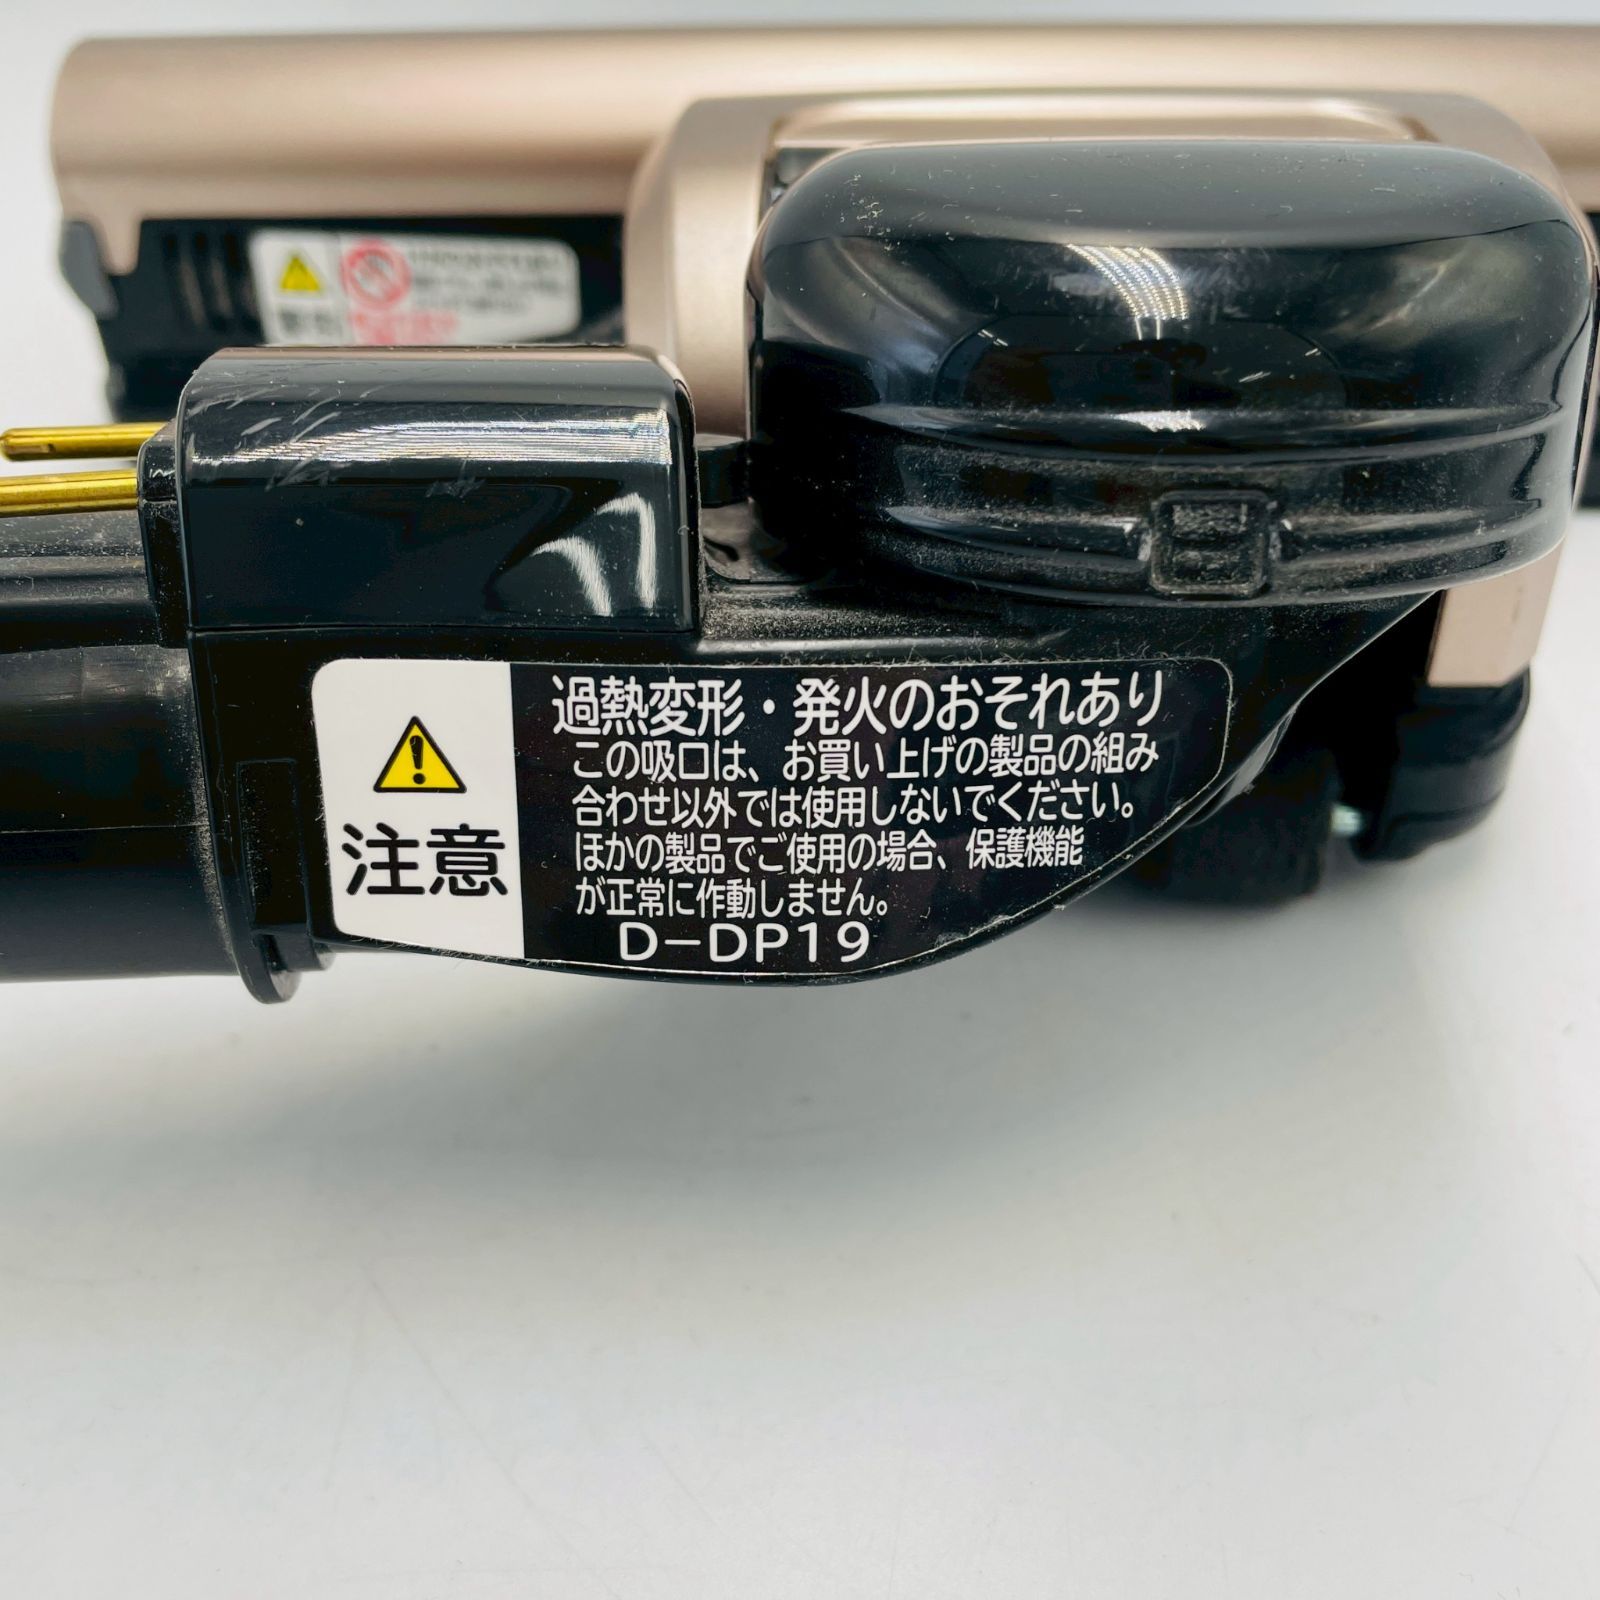 注意
過熱変形・発火のおそれあり
この吸口は、お買い上げの製品の組み
合わせ以外では使用しないでください。
ほかの製品でご使用の場合、保護機能
が正常に作動しません。
D-DP19